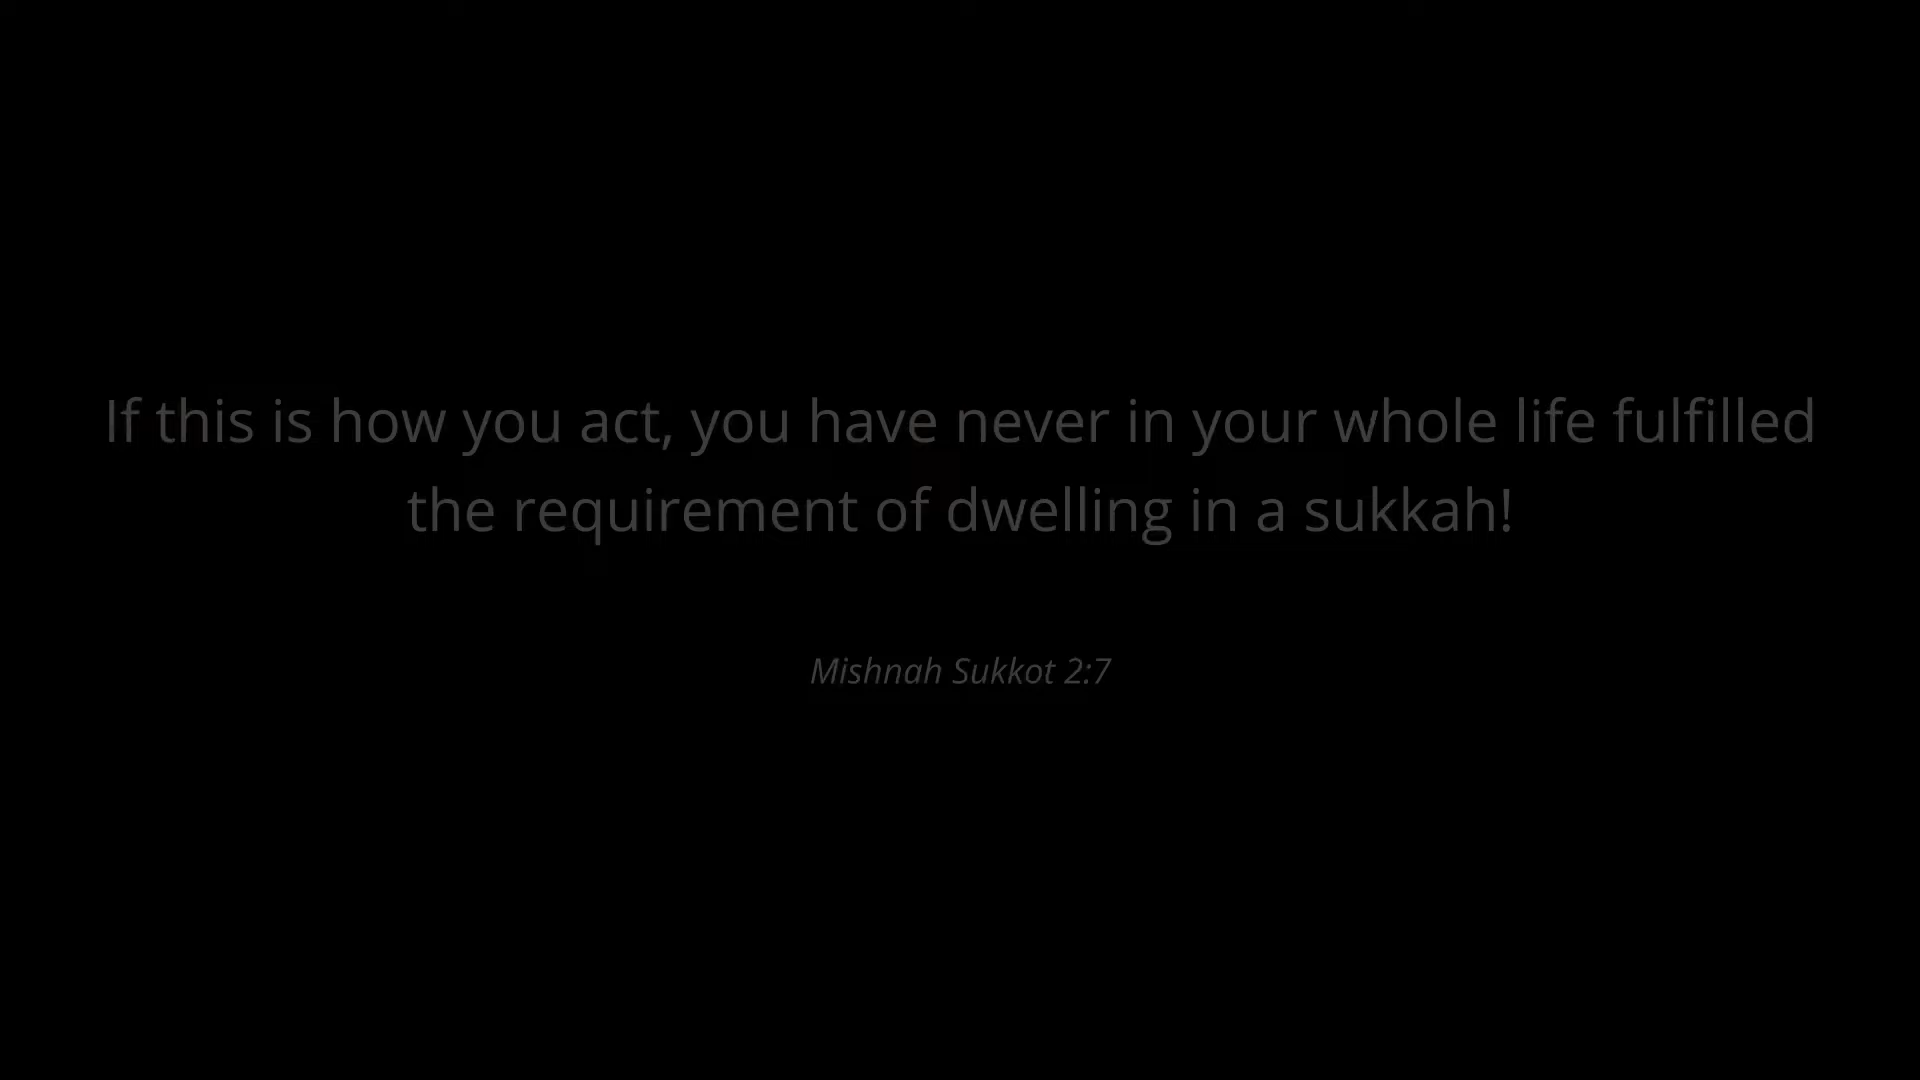 If this is how you act, you have never in your whole life fulfilled
the requirement of dwelling in a sukkah!
Mishnah Sukkot 2:7